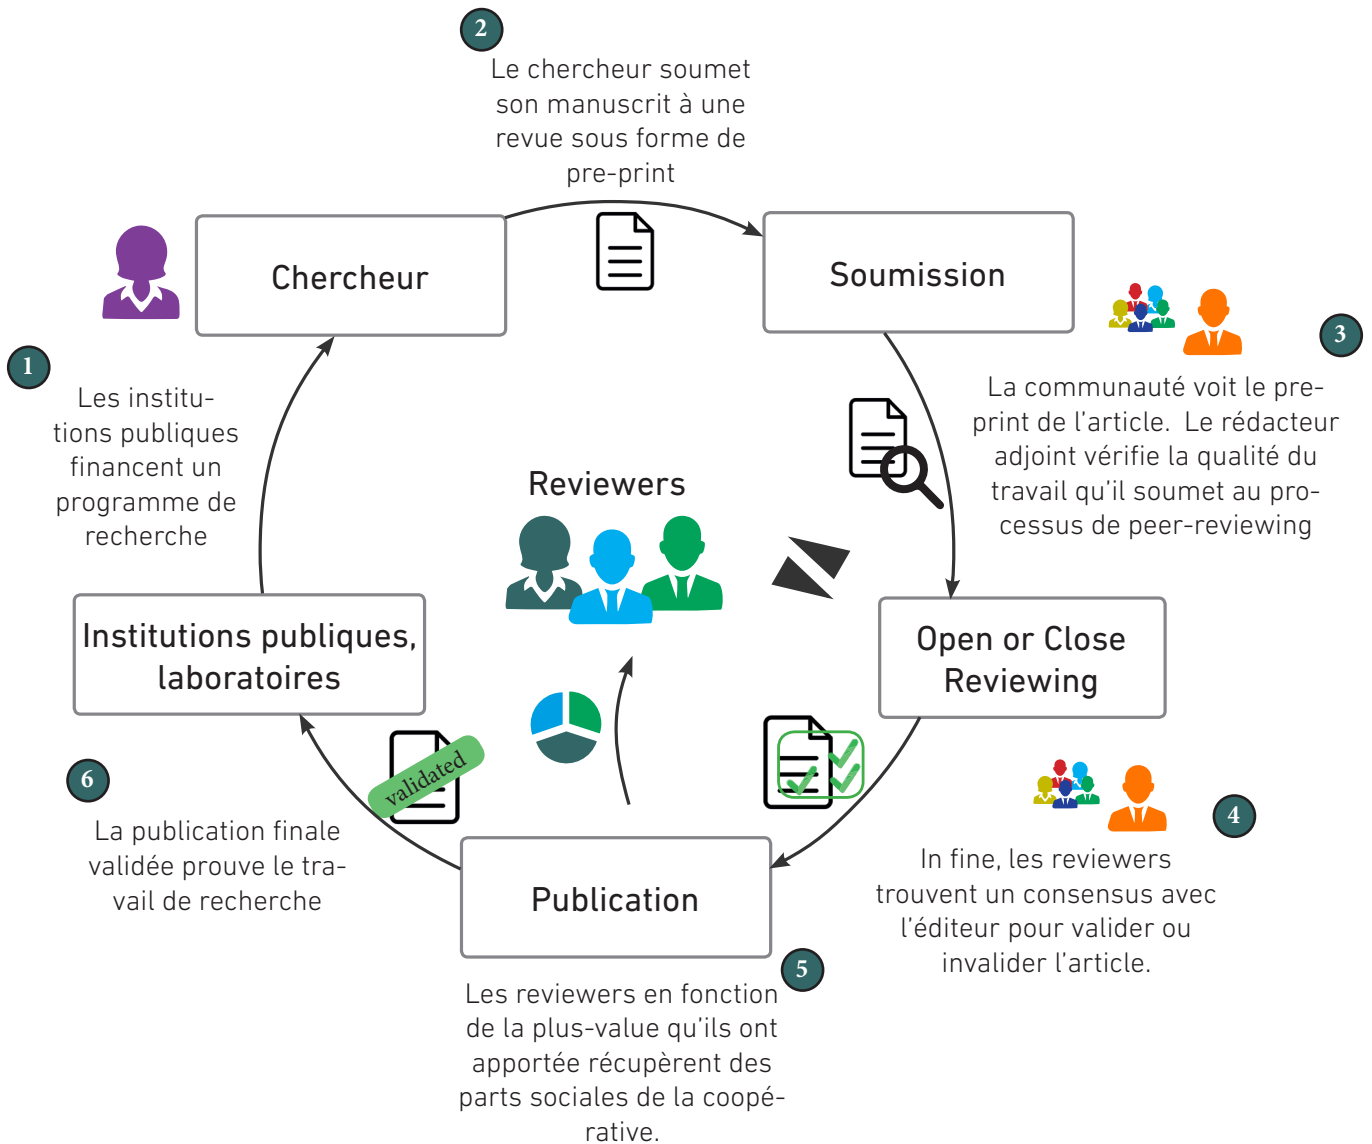 2
Le chercheur soumet
son manuscrit à une
revue sous forme de
pre-print
Chercheur
Soumission
1
Les institu-
tions publiques
financent un
programme de
recherche
3
La communauté voit le pre-
print de l'article.  Le rédacteur
adjoint vérifie la qualité du
travail qu'il soumet au pro-
cessus de peer-reviewing
Reviewers
Institutions publiques,
laboratoires
Open or Close
Reviewing
validated
6
La publication finale
validée prouve le tra-
vail de recherche
4
In fine, les reviewers
trouvent un consensus avec
l'éditeur pour valider ou
invalider l'article.
Publication
5
Les reviewers en fonction
de la plus-value qu'ils ont
apportée récupèrent des
parts sociales de la coopé-
rative.